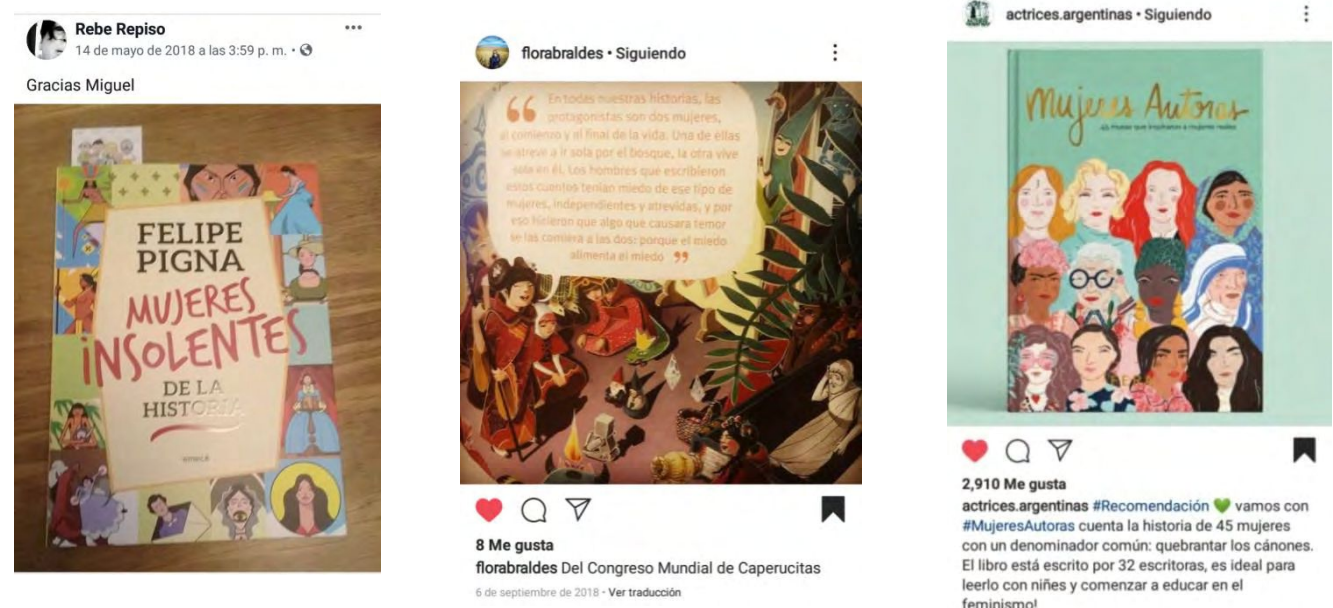 Rebe Repiso
14 de mayo de 2018 a las 3:59 p. m. •
Gracias Miguel
FELIPE
PIGNA
MUJERES
iNSOLENTES
DE LA
HISTORIA
emecé
florabraldes • Siguiendo
“ En todas nuestras historias, las
protagonistas son dos mujeres,
al comienzo y al final de la vida. Una de ellas
se atreve a ir sola por el bosque, la otra vive
sola en él. Los hombres que escribieron
estos cuentos tenían miedo de ese tipo de
mujeres, independientes y atrevidas, y por
eso hicieron que algo que causara temor
se las comiera a las dos: porque el miedo
alimenta el miedo ”
8 Me gusta
florabraldes Del Congreso Mundial de Caperucitas
6 de septiembre de 2018 • Ver traducción
actrices.argentinas • Siguiendo
Mujeres Autoras
45 musas que inspiraron a mujeres reales
2,910 Me gusta
actrices.argentinas #Recomendación 💚 vamos con
#MujeresAutoras cuenta la historia de 45 mujeres
con un denominador común: quebrantar los cánones.
El libro está escrito por 32 escritoras, es ideal para
leerlo con niñes y comenzar a educar en el
feminismo!